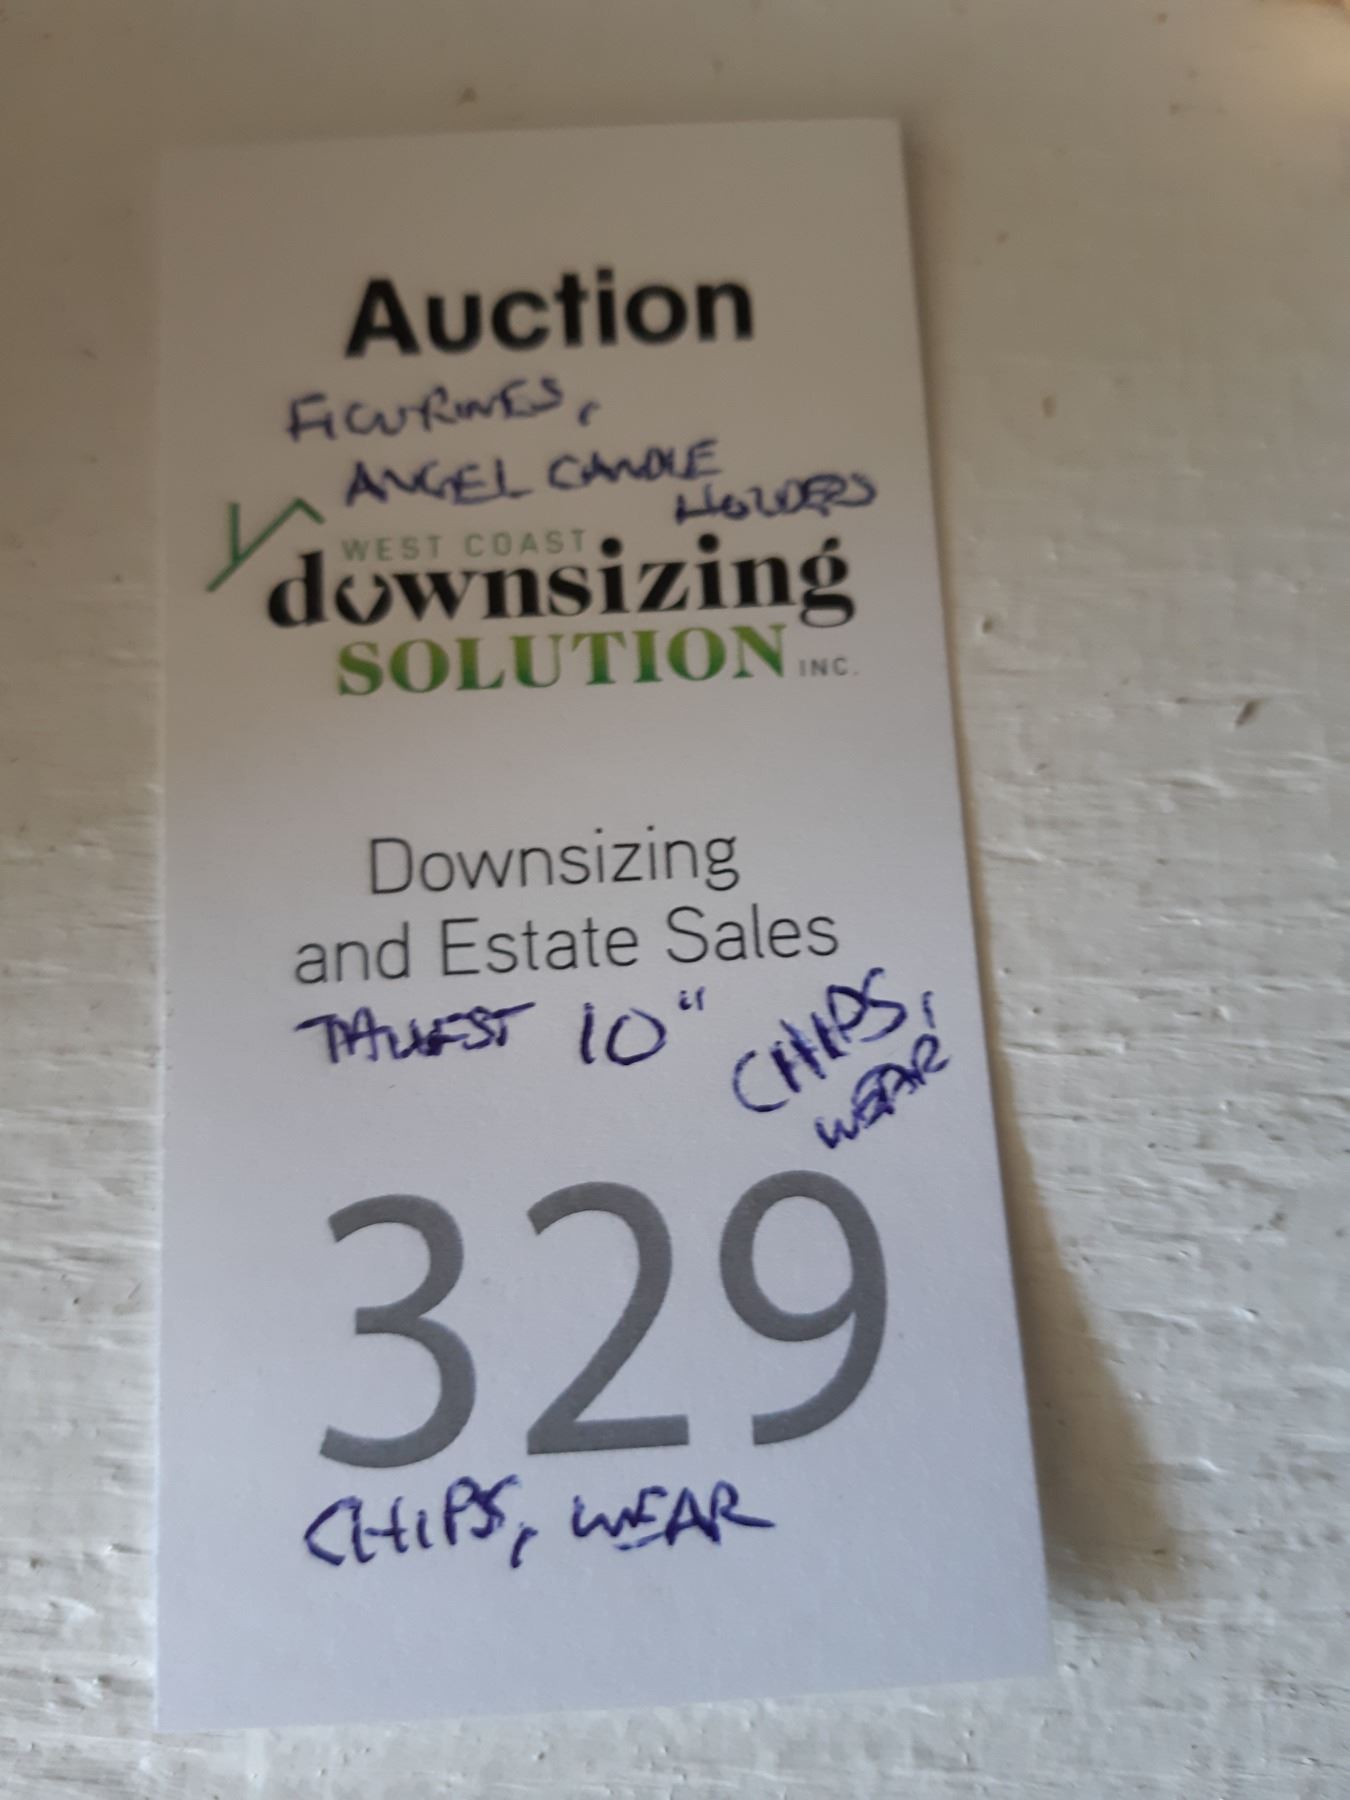 Auction
FIGURINES,
ANGEL CANDLE
HOLDERS
WEST COAST
downsizing
SOLUTION INC.
Downsizing
and Estate Sales
TALLEST 10" CHIPS,
WEAR
329
CHIPS, WEAR